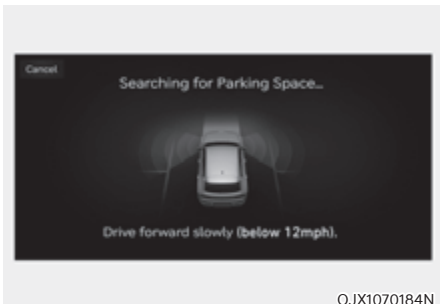 Cancel
Searching for Parking Space...
Drive forward slowly (below 12mph).
OJX1070184N